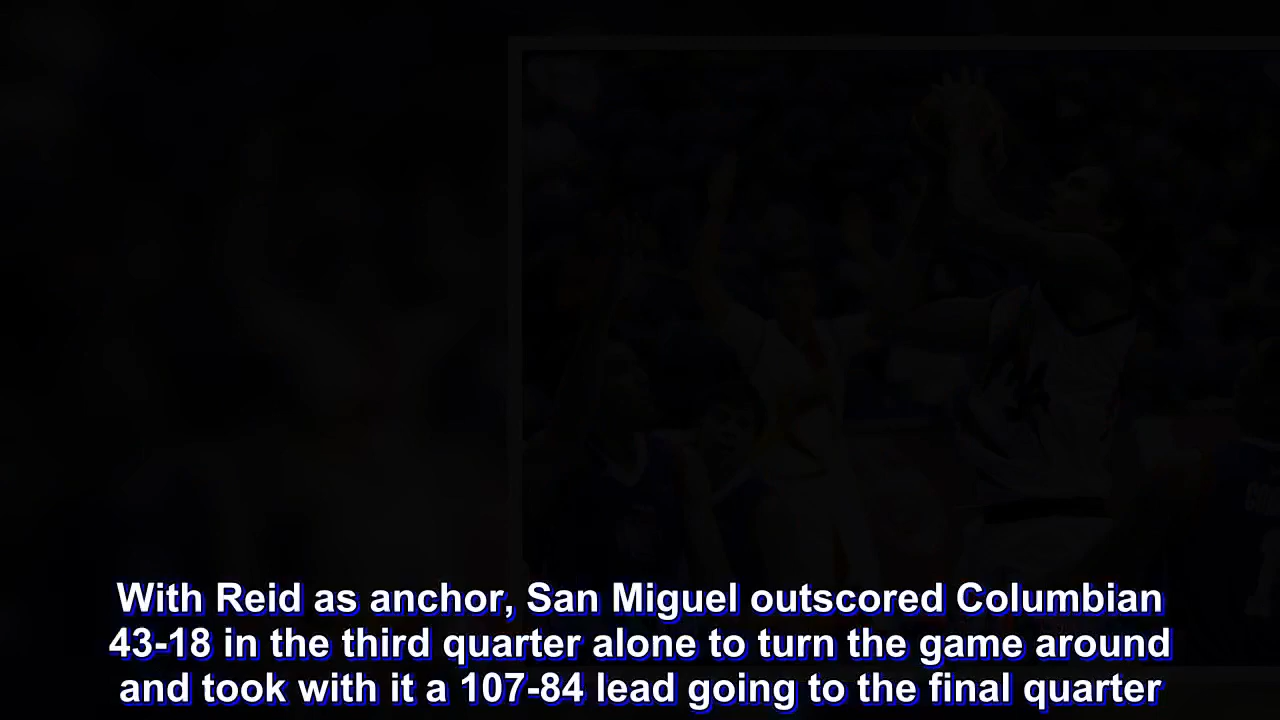 With Reid as anchor, San Miguel outscored Columbian
43-18 in the third quarter alone to turn the game around
and took with it a 107-84 lead going to the final quarter